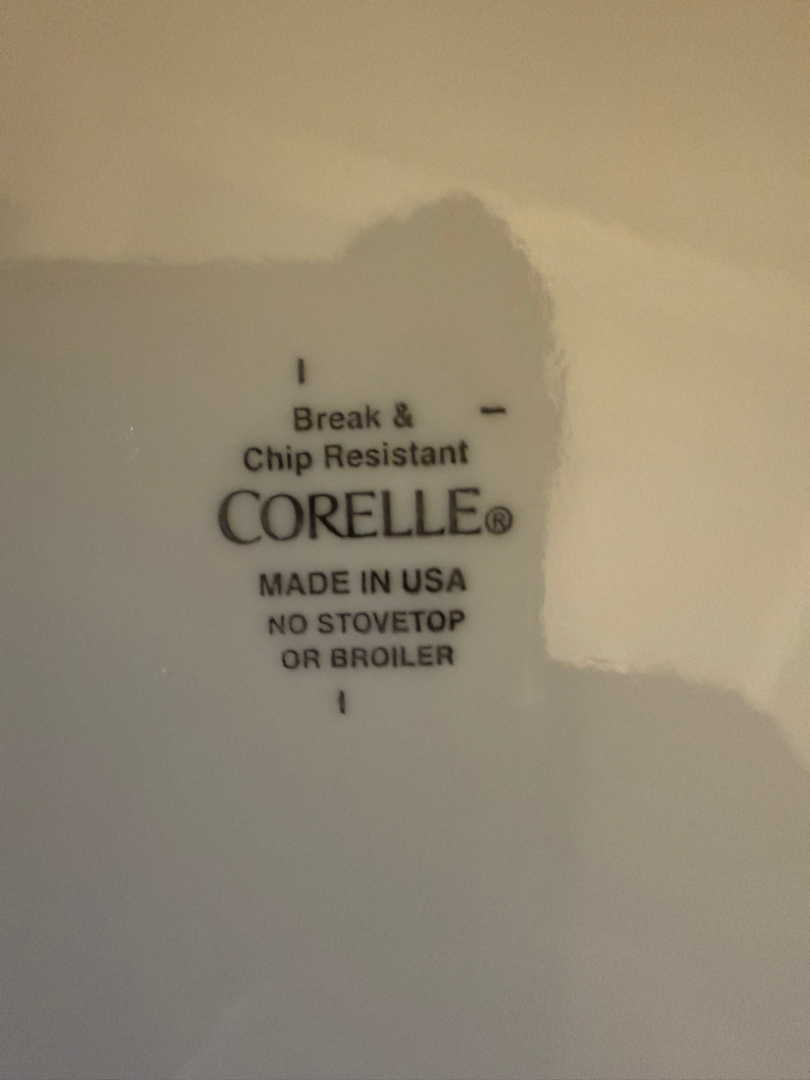 Break &
Chip Resistant
CORELLE®
MADE IN USA
NO STOVETOP
OR BROILER